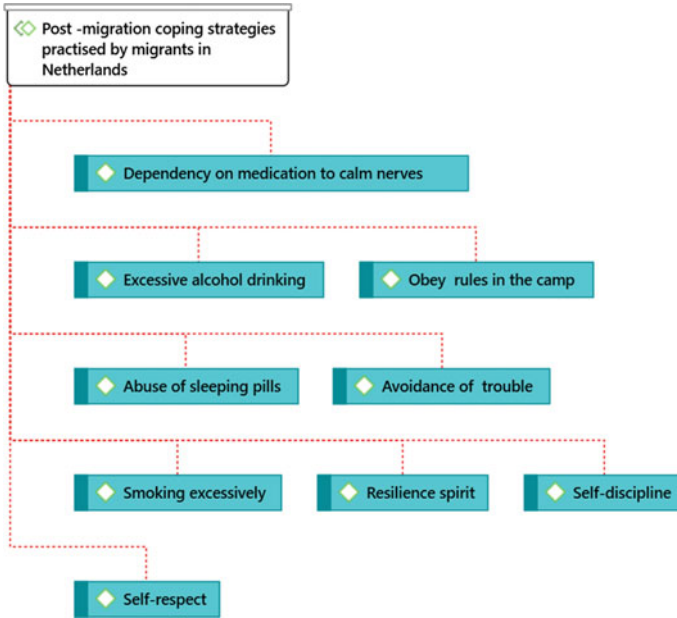 Post -migration coping strategies
practised by migrants in
Netherlands
Dependency on medication to calm nerves
Excessive alcohol drinking
Obey rules in the camp
Abuse of sleeping pills
Avoidance of trouble
Smoking excessively
Resilience spirit
Self-discipline
Self-respect